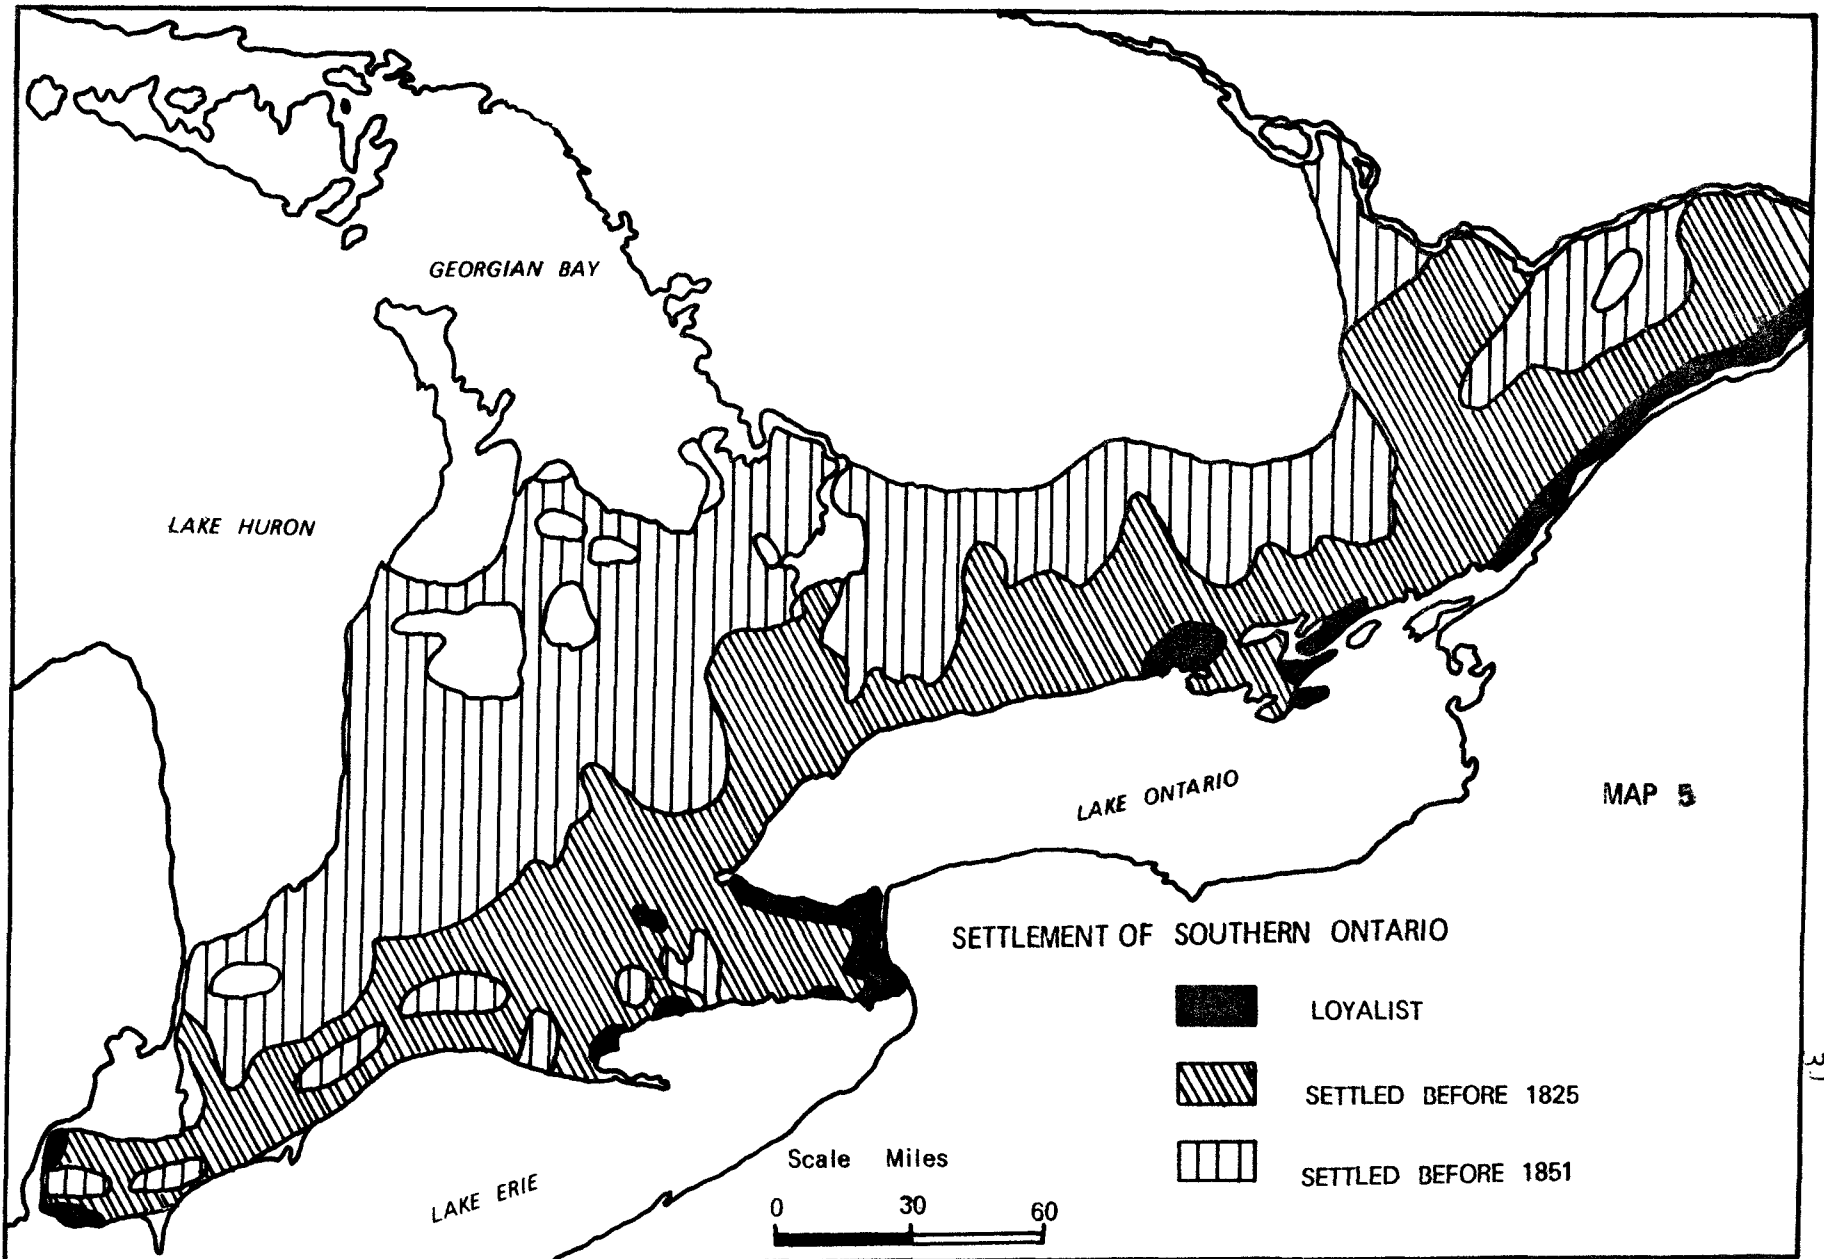 GEORGIAN BAY
LAKE HURON
LAKE ONTARIO
MAP 5
SETTLEMENT OF SOUTHERN ONTARIO
LOYALIST
SETTLED BEFORE 1825
SETTLED BEFORE 1851
Scale Miles
0 30 60
LAKE ERIE